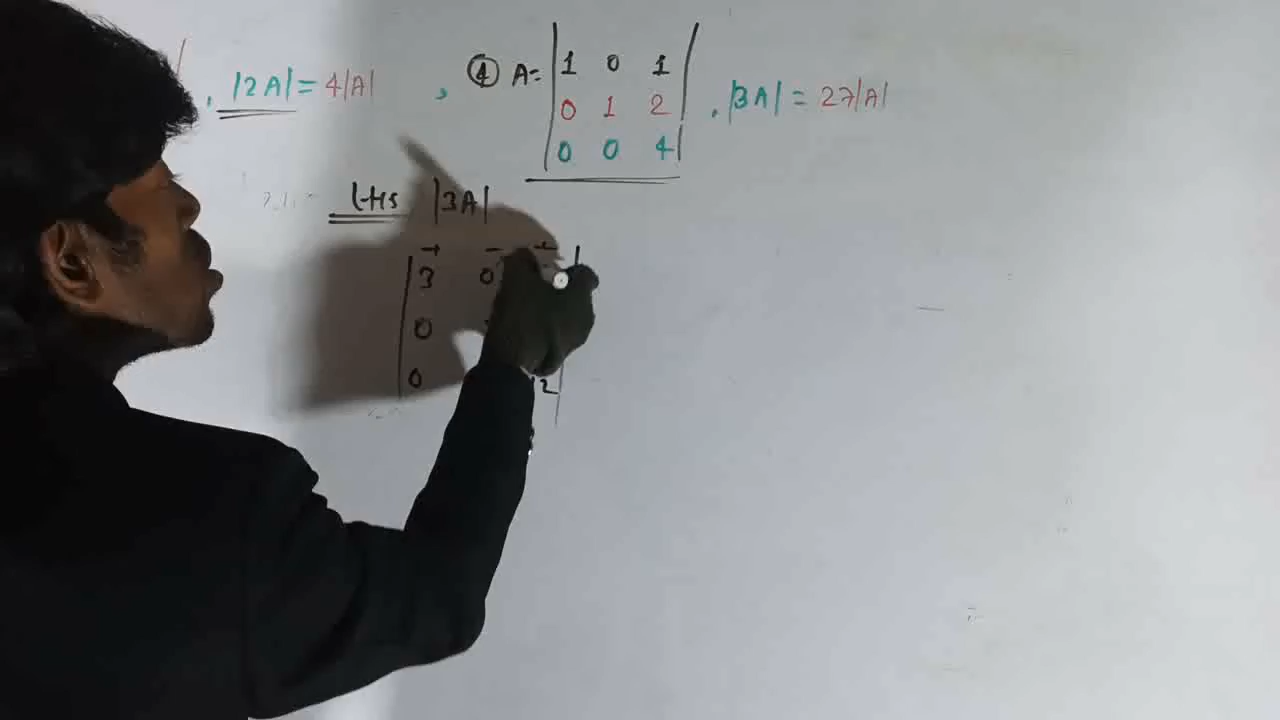 , |2A| = 4|A| ,
④ A= |1 0 1|
|0 1 2|
|0 0 4|
, |3A| = 27|A|
LHS |3A|
+ - +
|3 0
0
0 12|